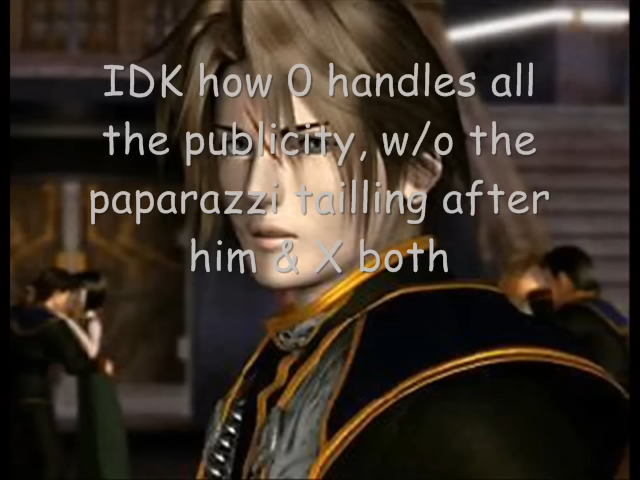 IDK how 0 handles all
the publicity, w/o the
paparazzi tailling after
him & X both